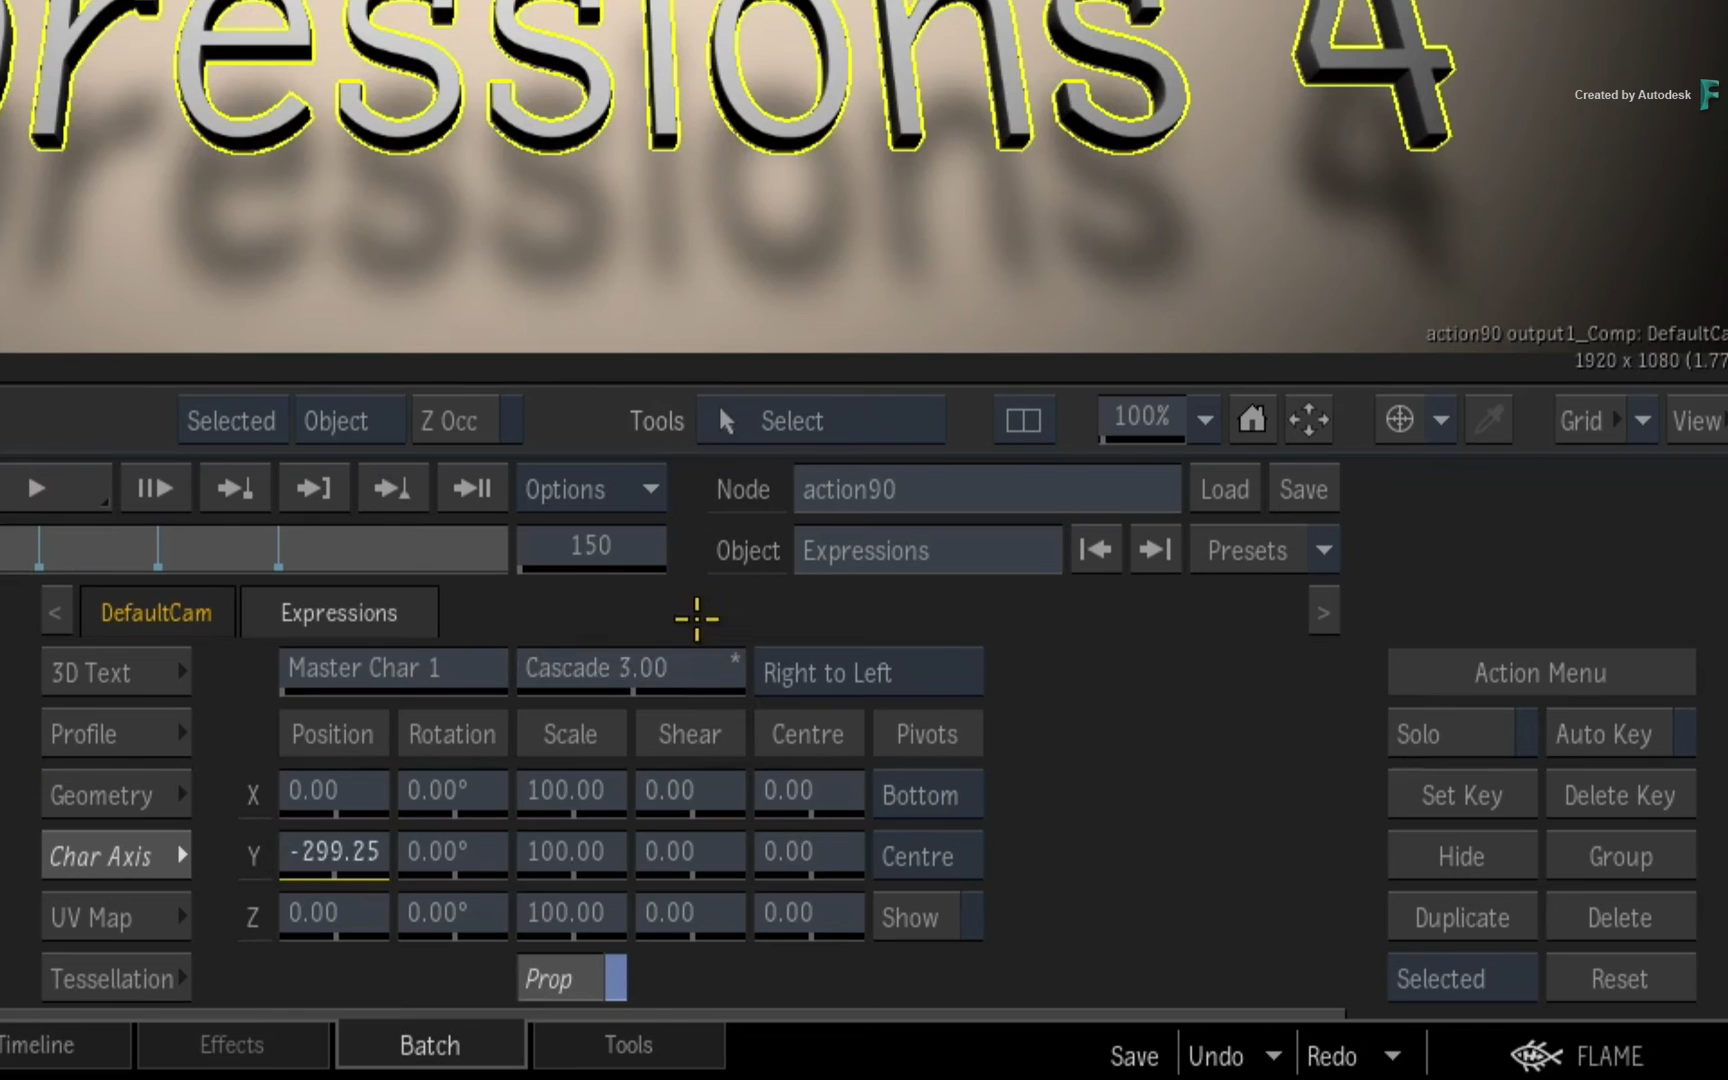 pressions 4
Created by Autodesk
action90 output1_Comp: DefaultCa
1920 x 1080 (1.77
Selected Object Z Occ Tools Select 100% Grid View
Options Node action90 Load Save
150 Object Expressions Presets
< DefaultCam Expressions >
3D Text Master Char 1 Cascade 3.00 * Right to Left Action Menu
Profile Position Rotation Scale Shear Centre Pivots Solo Auto Key
Geometry X 0.00 0.00° 100.00 0.00 0.00 Bottom Set Key Delete Key
Char Axis Y -299.25 0.00° 100.00 0.00 0.00 Centre Hide Group
UV Map Z 0.00 0.00° 100.00 0.00 0.00 Show Duplicate Delete
Tessellation Prop Selected Reset
Timeline Effects Batch Tools Save Undo Redo FLAME